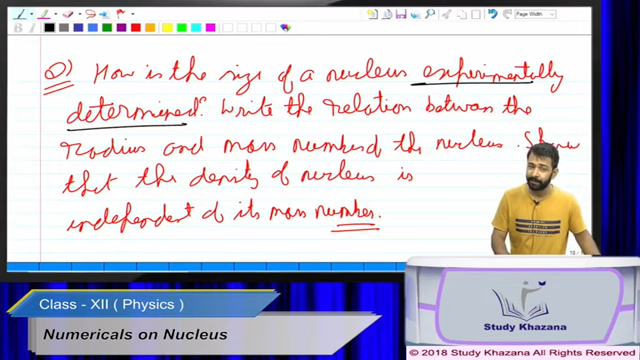 Page Width
Q) How is the size of a nucleus experimentally
determined? Write the relation between the
radius and mass number of the nucleus. Show
that the density of nucleus is
independent of its mass number.
Class - XII ( Physics )
Numericals on Nucleus
Study Khazana
© 2018 Study Khazana All Rights Reserved